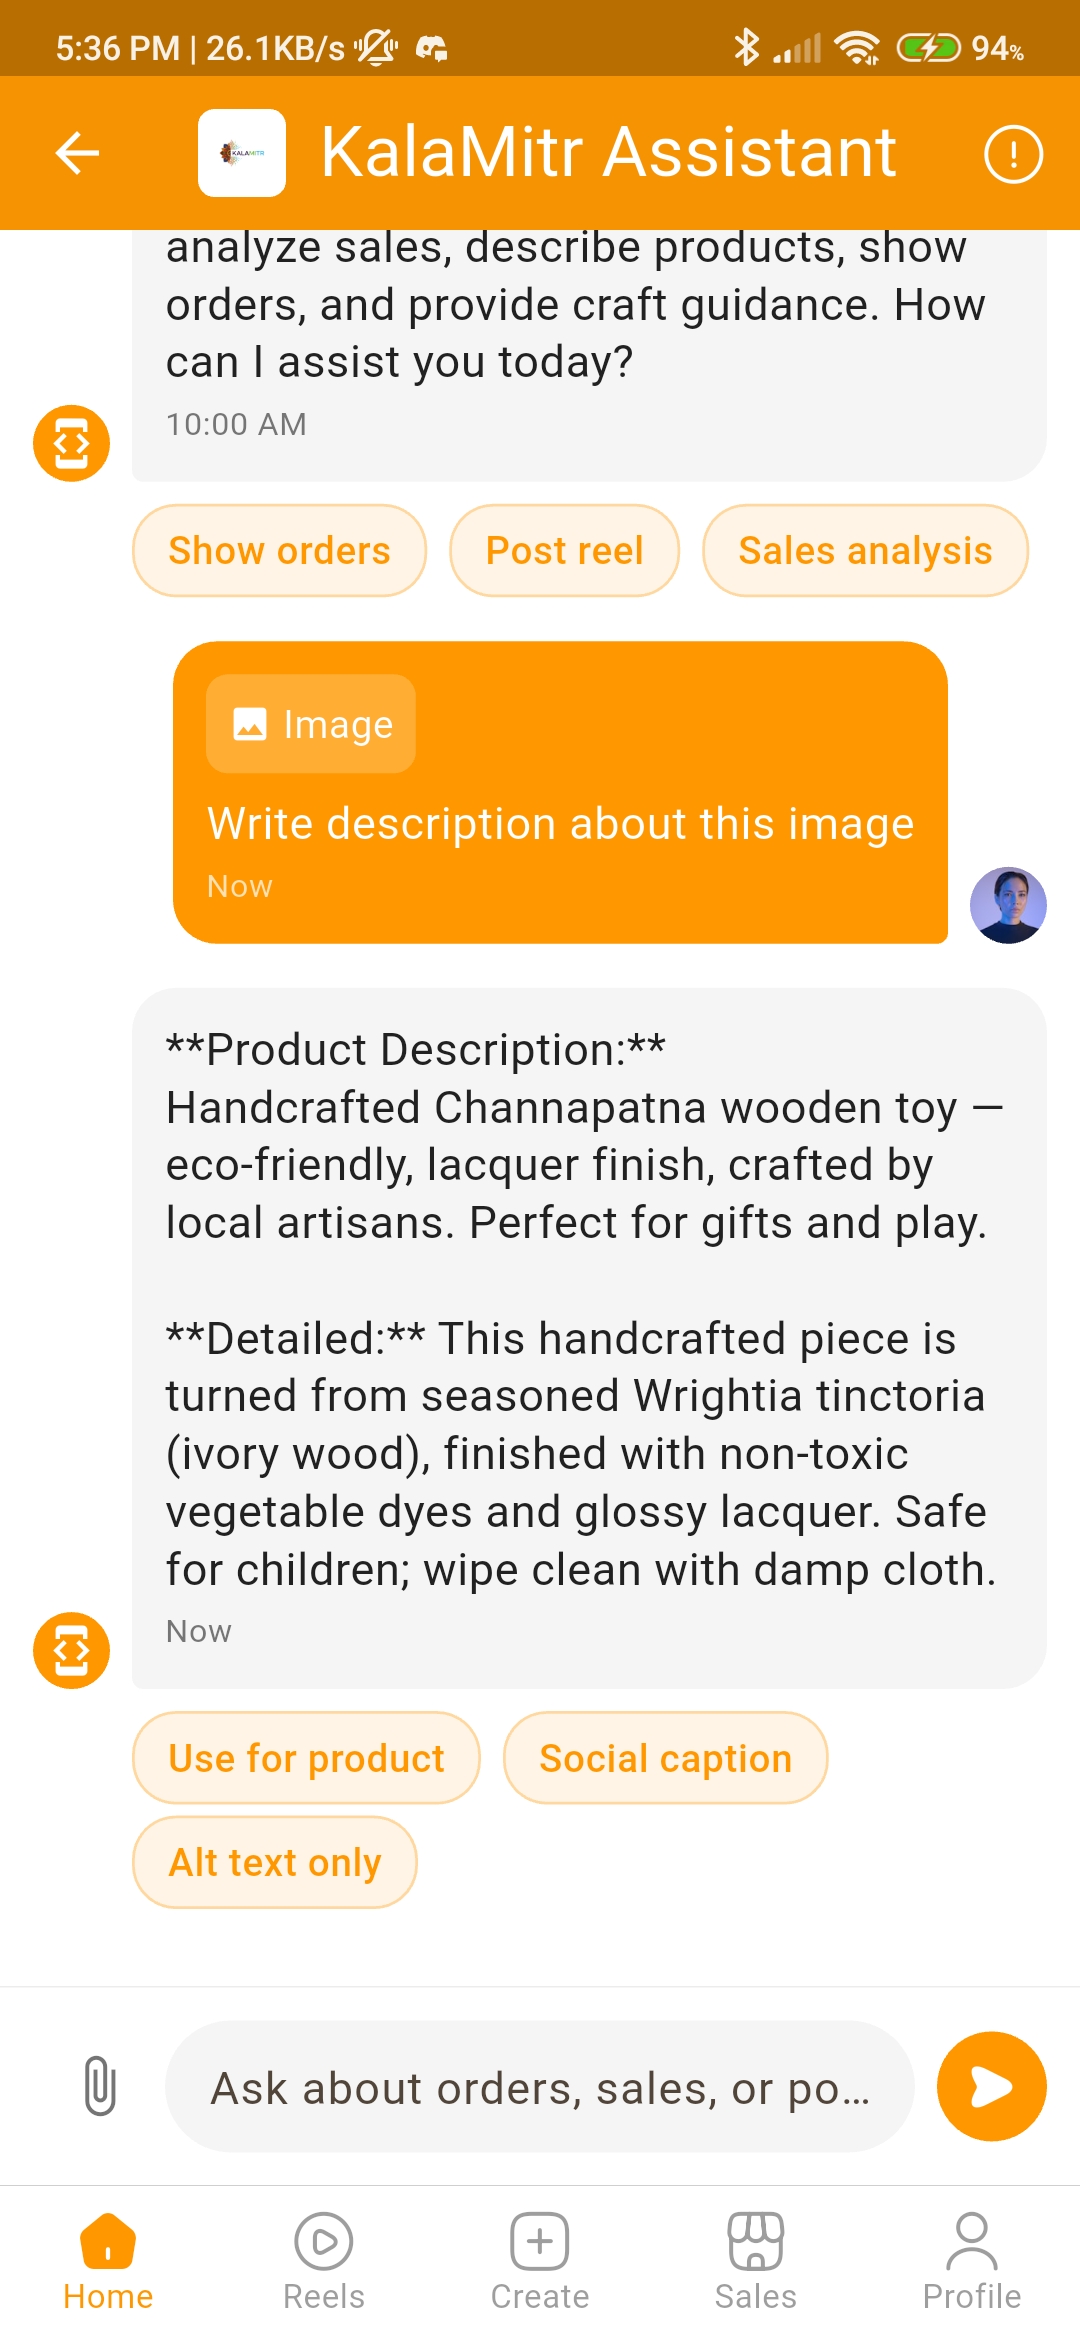 5:36 PM | 26.1KB/s
94%
KALAMITR
KalaMitr Assistant
analyze sales, describe products, show
orders, and provide craft guidance. How
can I assist you today?
10:00 AM
Show orders
Post reel
Sales analysis
Image
Write description about this image
Now
**Product Description:**
Handcrafted Channapatna wooden toy —
eco-friendly, lacquer finish, crafted by
local artisans. Perfect for gifts and play.
**Detailed:** This handcrafted piece is
turned from seasoned Wrightia tinctoria
(ivory wood), finished with non-toxic
vegetable dyes and glossy lacquer. Safe
for children; wipe clean with damp cloth.
Now
Use for product
Social caption
Alt text only
Ask about orders, sales, or po...
Home
Reels
Create
Sales
Profile